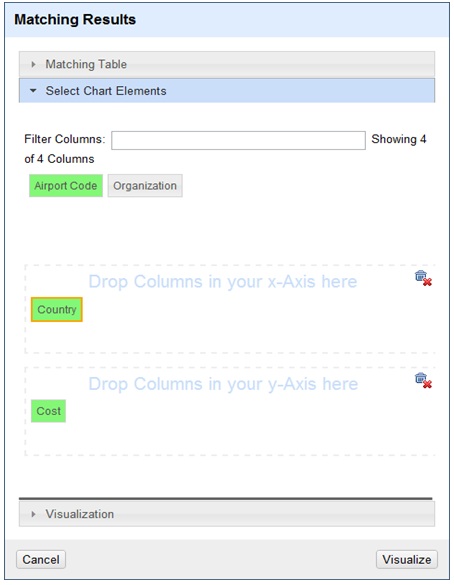 Matching Results
Matching Table
Select Chart Elements
Filter Columns: Showing 4
of 4 Columns
Airport Code Organization
Drop Columns in your x-Axis here
Country
Drop Columns in your y-Axis here
Cost
Visualization
Cancel Visualize